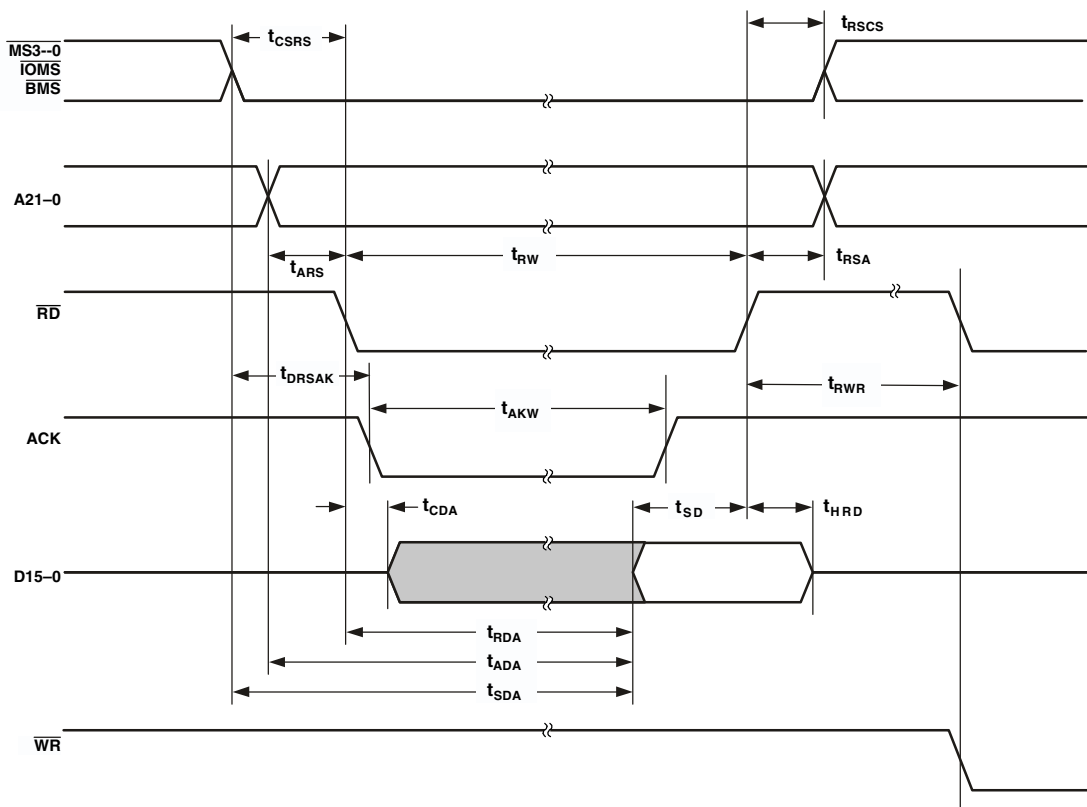 tCSRS
tRSCS
MS3--0
IOMS
BMS
A21–0
tARS
tRW
tRSA
RD
tDRSAK
tAKW
tRWR
ACK
tCDA
tSD
tHRD
D15–0
tRDA
tADA
tSDA
WR